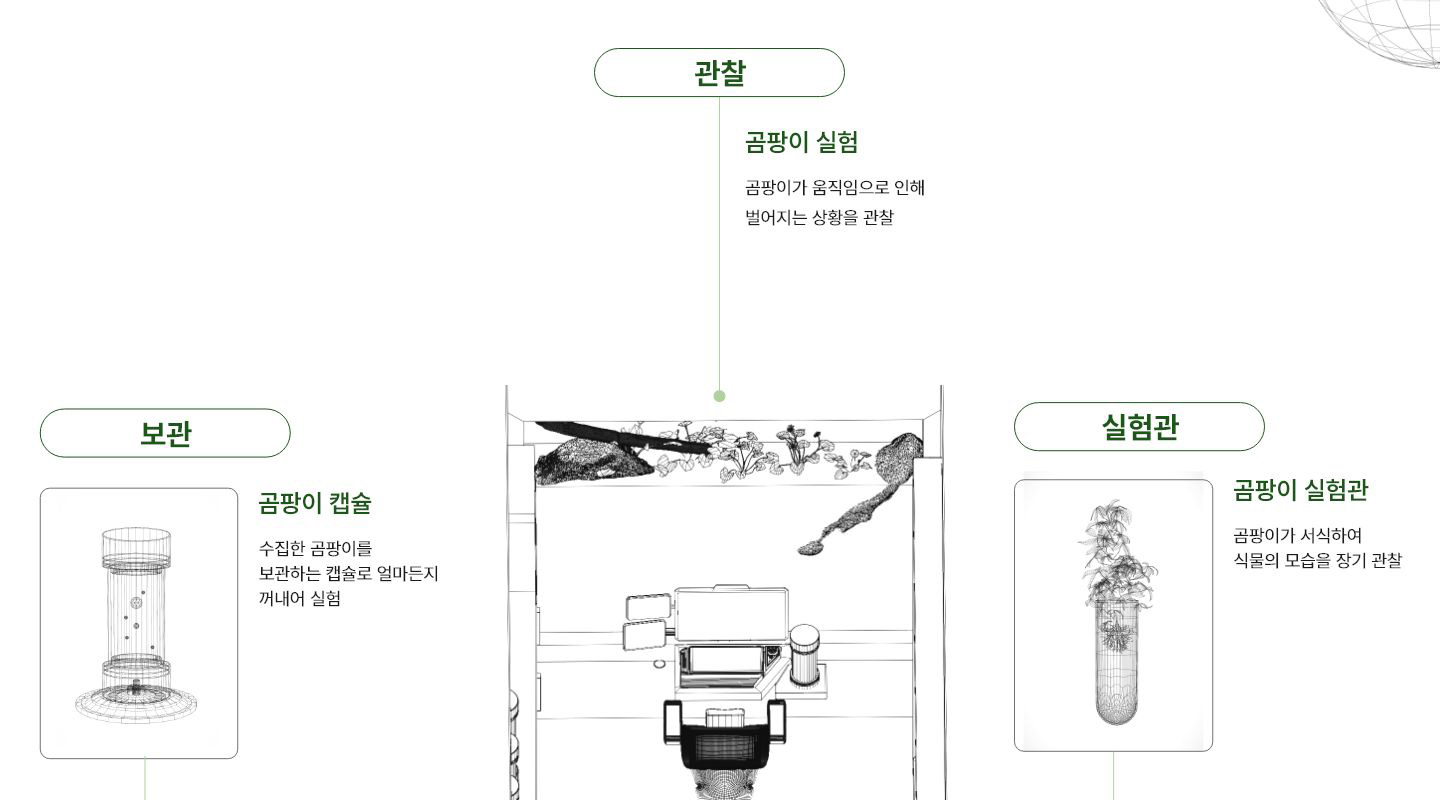 관찰
곰팡이 실험
곰팡이가 움직임으로 인해
벌어지는 상황을 관찰
보관
곰팡이 캡슐
수집한 곰팡이를
보관하는 캡슐로 얼마든지
꺼내어 실험
실험관
곰팡이 실험관
곰팡이가 서식하여
식물의 모습을 장기 관찰